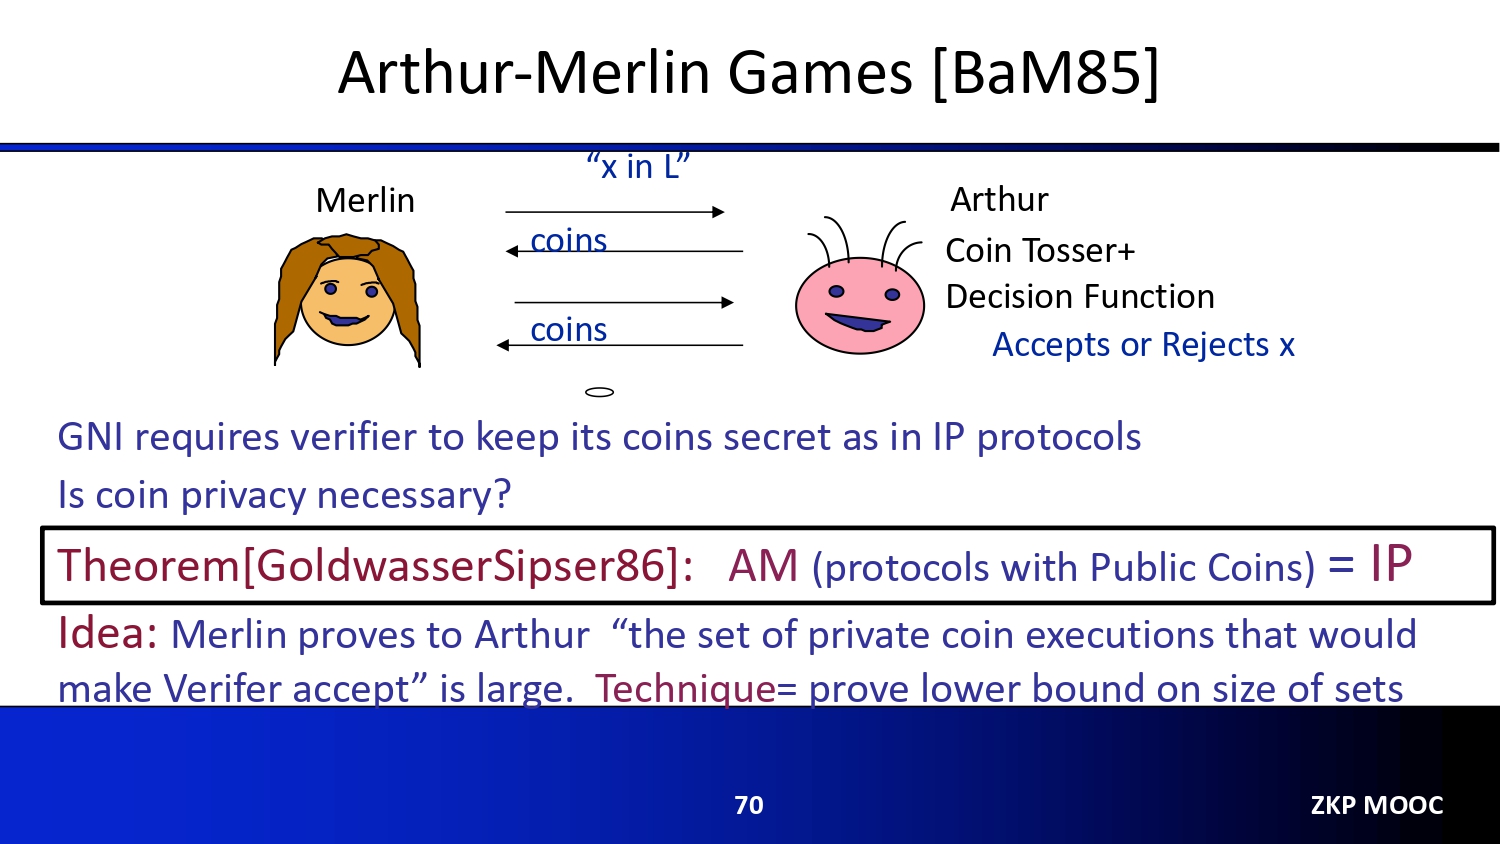 Arthur-Merlin Games [BaM85]
“x in L”
Merlin
Arthur
coins
Coin Tosser+
Decision Function
coins
Accepts or Rejects x
GNI requires verifier to keep its coins secret as in IP protocols
Is coin privacy necessary?
Theorem[GoldwasserSipser86]: AM (protocols with Public Coins) = IP
Idea: Merlin proves to Arthur “the set of private coin executions that would
make Verifer accept” is large. Technique= prove lower bound on size of sets
70
ZKP MOOC